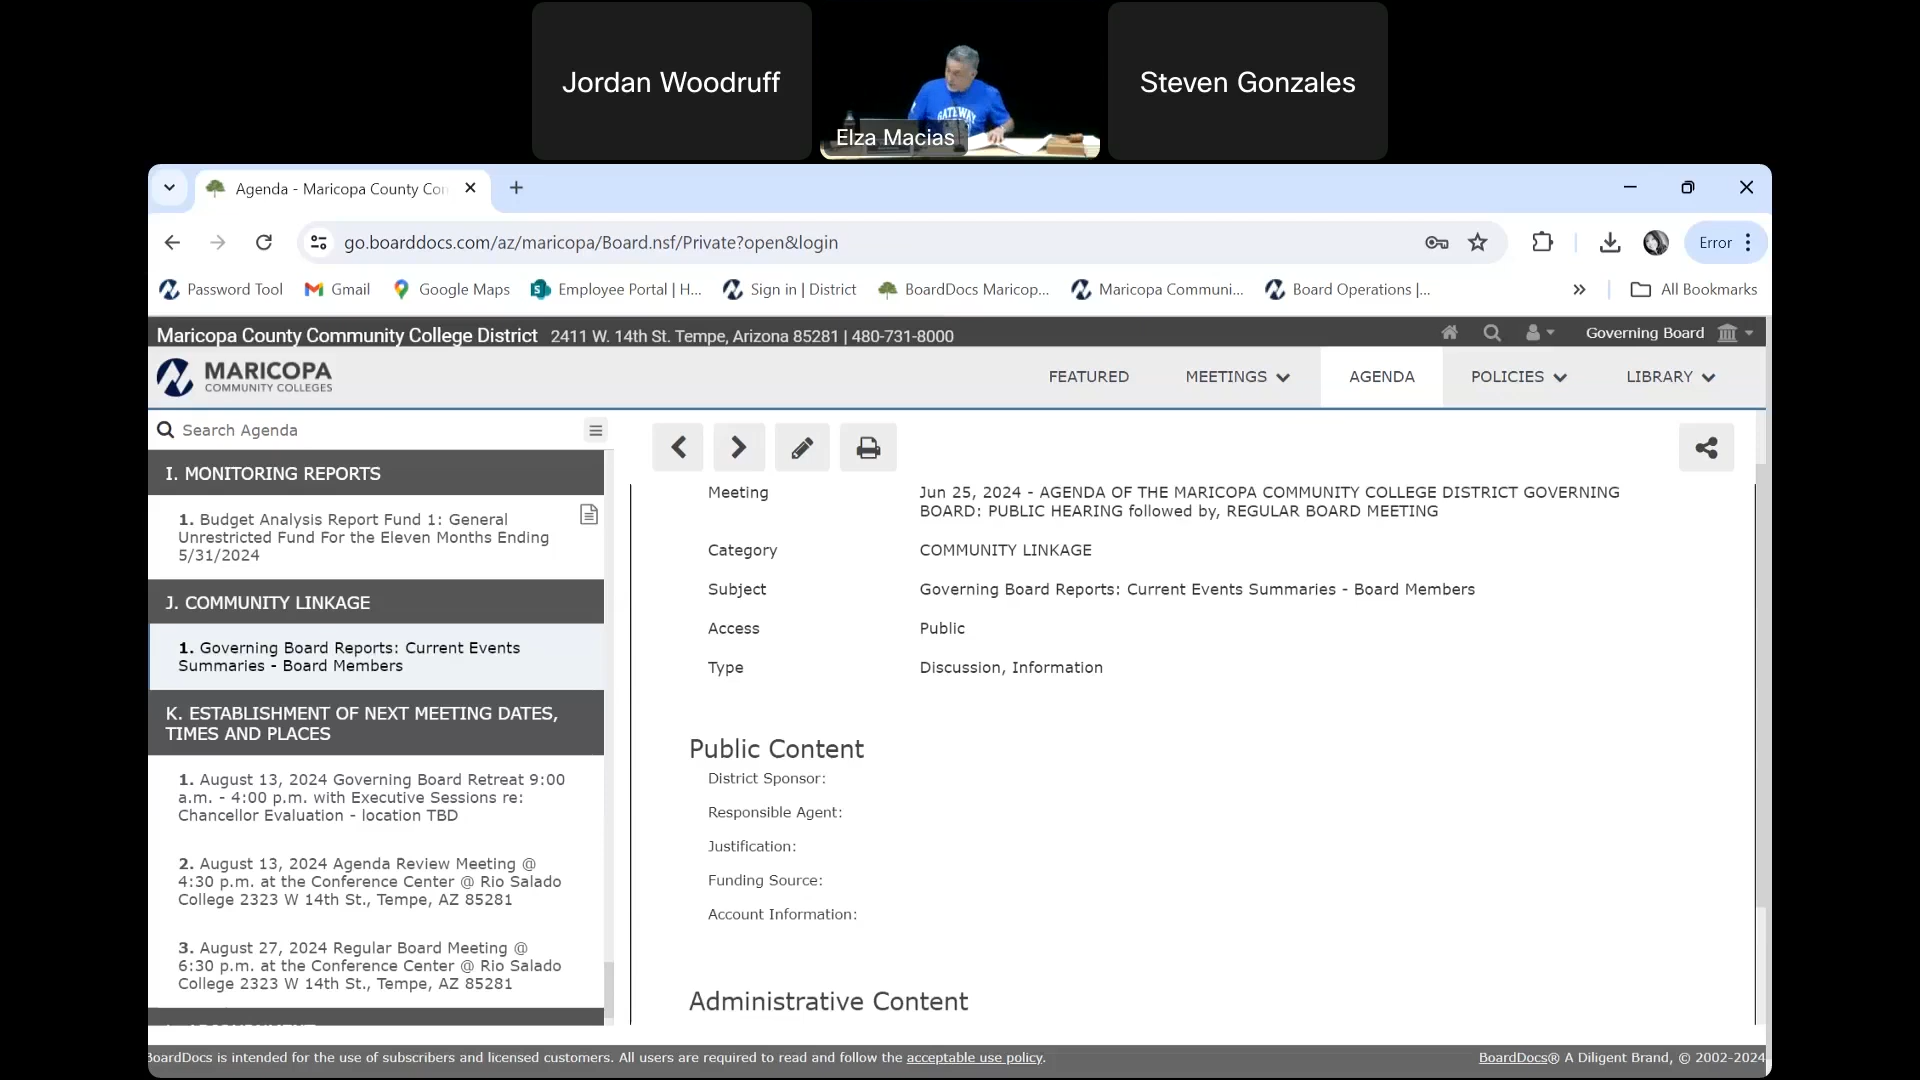 Jordan Woodruff
GATEWAY
Elza Macias
Steven Gonzales
Agenda - Maricopa County Con
go.boarddocs.com/az/maricopa/Board.nsf/Private?open&login
Error
Password Tool
Gmail
Google Maps
Employee Portal | H...
Sign in | District
BoardDocs Maricop...
Maricopa Communi...
Board Operations |...
All Bookmarks
Maricopa County Community College District 2411 W. 14th St. Tempe, Arizona 85281 | 480-731-8000
Governing Board
MARICOPA
COMMUNITY COLLEGES
FEATURED
MEETINGS
AGENDA
POLICIES
LIBRARY
Search Agenda
I. MONITORING REPORTS
1. Budget Analysis Report Fund 1: General
Unrestricted Fund For the Eleven Months Ending
5/31/2024
J. COMMUNITY LINKAGE
1. Governing Board Reports: Current Events
Summaries - Board Members
K. ESTABLISHMENT OF NEXT MEETING DATES,
TIMES AND PLACES
1. August 13, 2024 Governing Board Retreat 9:00
a.m. - 4:00 p.m. with Executive Sessions re:
Chancellor Evaluation - location TBD
2. August 13, 2024 Agenda Review Meeting @
4:30 p.m. at the Conference Center @ Rio Salado
College 2323 W 14th St., Tempe, AZ 85281
3. August 27, 2024 Regular Board Meeting @
6:30 p.m. at the Conference Center @ Rio Salado
College 2323 W 14th St., Tempe, AZ 85281
Meeting
Jun 25, 2024 - AGENDA OF THE MARICOPA COMMUNITY COLLEGE DISTRICT GOVERNING
BOARD: PUBLIC HEARING followed by, REGULAR BOARD MEETING
Category
COMMUNITY LINKAGE
Subject
Governing Board Reports: Current Events Summaries - Board Members
Access
Public
Type
Discussion, Information
Public Content
District Sponsor:
Responsible Agent:
Justification:
Funding Source:
Account Information:
Administrative Content
BoardDocs is intended for the use of subscribers and licensed customers. All users are required to read and follow the acceptable use policy.
BoardDocs® A Diligent Brand, © 2002-2024